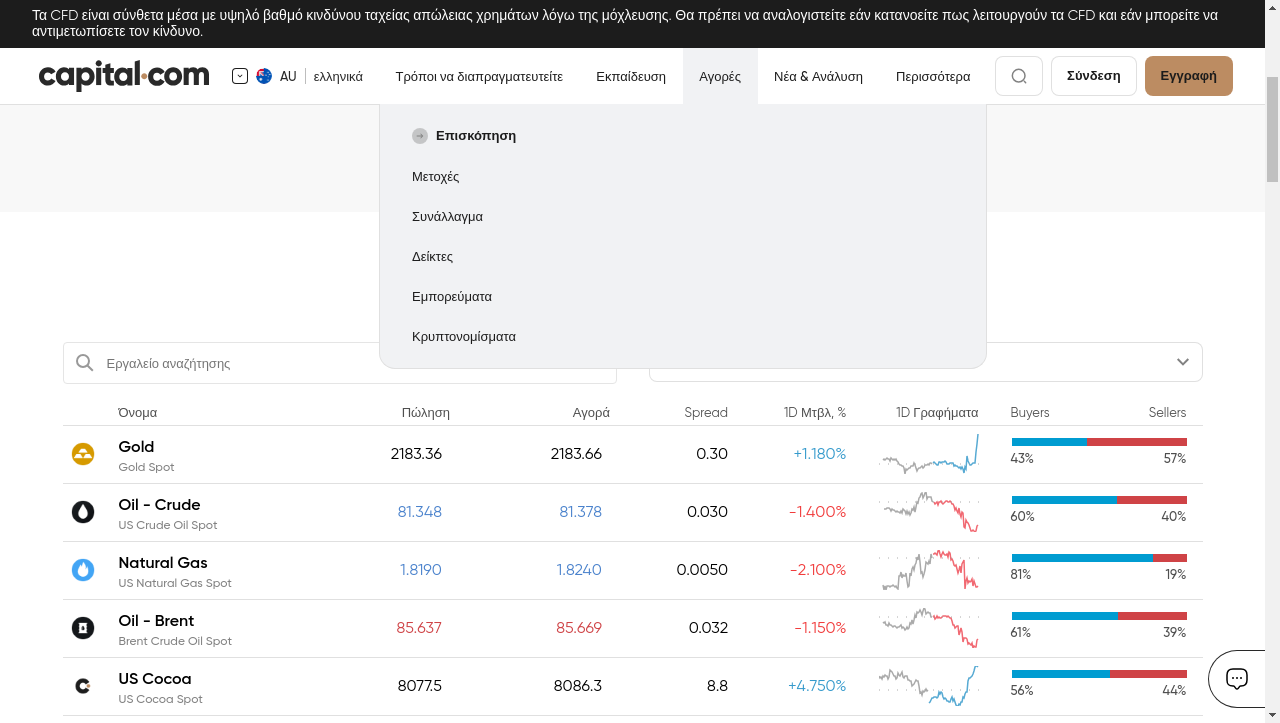 Τα CFD είναι σύνθετα μέσα με υψηλό βαθμό κινδύνου ταχείας απώλειας χρημάτων λόγω της μόχλευσης. Θα πρέπει να αναλογιστείτε εάν κατανοείτε πως λειτουργούν τα CFD και εάν μπορείτε να
αντιμετωπίσετε τον κίνδυνο.
capital.com AU ελληνικά Τρόποι να διαπραγματευτείτε Εκπαίδευση Αγορές Νέα & Ανάλυση Περισσότερα Σύνδεση Εγγραφή
Επισκόπηση
Μετοχές
Συνάλλαγμα
Δείκτες
Εμπορεύματα
Κρυπτονομίσματα
Εργαλείο αναζήτησης
Όνομα Πώληση Αγορά Spread 1D Μτβλ, % 1D Γραφήματα Buyers Sellers
Gold 2183.36 2183.66 0.30 +1.180% 43% 57%
Gold Spot
Oil - Crude 81.348 81.378 0.030 -1.400% 60% 40%
US Crude Oil Spot
Natural Gas 1.8190 1.8240 0.0050 -2.100% 81% 19%
US Natural Gas Spot
Oil - Brent 85.637 85.669 0.032 -1.150% 61% 39%
Brent Crude Oil Spot
US Cocoa 8077.5 8086.3 8.8 +4.750% 56% 44%
US Cocoa Spot